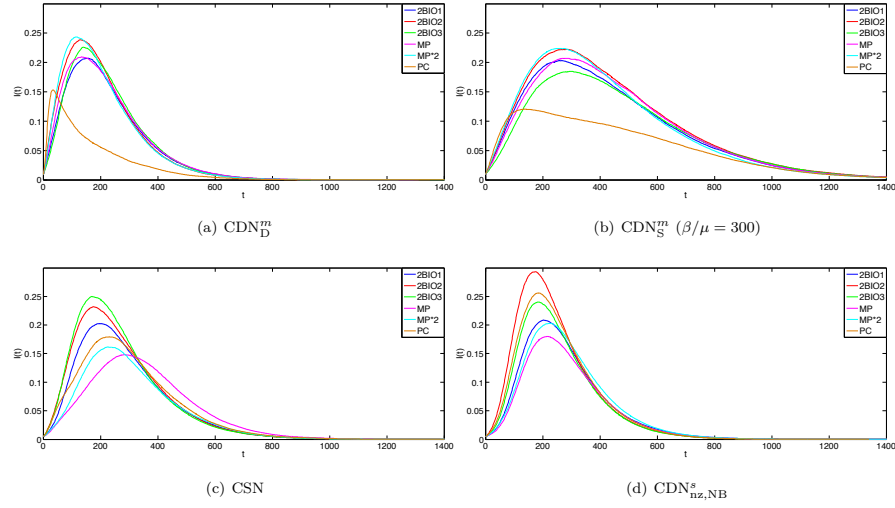 0.25
0.2
0.15
0.1
0.05
0
I(t)
0 200 400 600 800 1000 1200 1400
t
2BIO1
2BIO2
2BIO3
MP
MP*2
PC
(a) CDN^m_D
0.25
0.2
0.15
0.1
0.05
0
I(t)
0 200 400 600 800 1000 1200 1400
t
2BIO1
2BIO2
2BIO3
MP
MP*2
PC
(b) CDN^m_S (β/μ = 300)
0.25
0.2
0.15
0.1
0.05
0
I(t)
0 200 400 600 800 1000 1200 1400
t
2BIO1
2BIO2
2BIO3
MP
MP*2
PC
(c) CSN
0.25
0.2
0.15
0.1
0.05
0
I(t)
0 200 400 600 800 1000 1200 1400
t
2BIO1
2BIO2
2BIO3
MP
MP*2
PC
(d) CDN^s_nz,NB